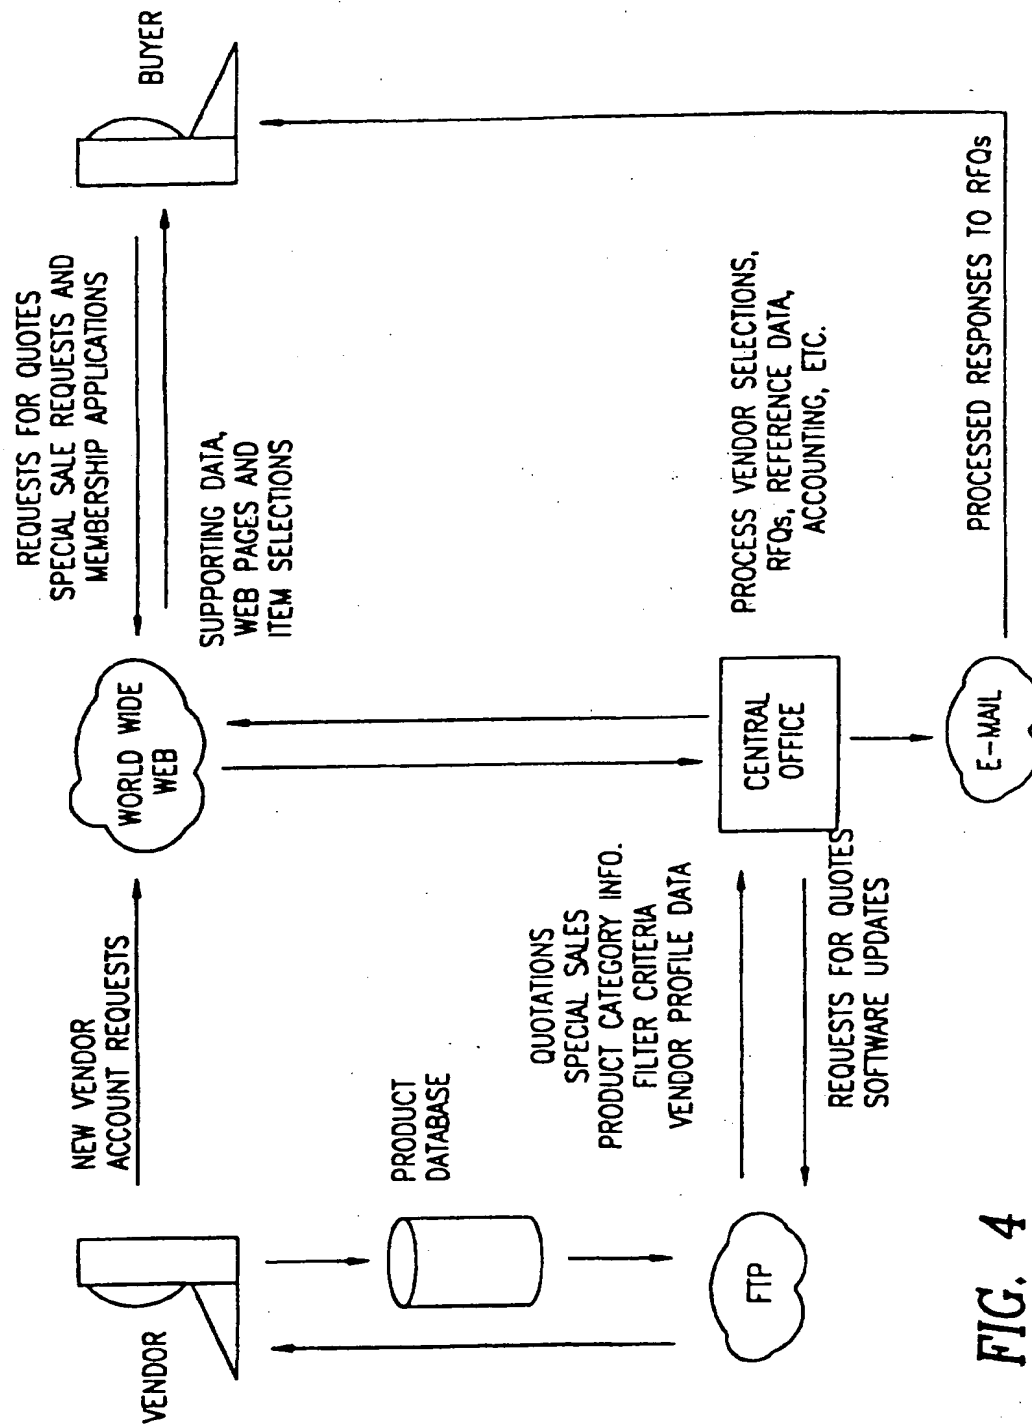 VENDOR
NEW VENDOR
ACCOUNT REQUESTS
WORLD WIDE
WEB
REQUESTS FOR QUOTES
SPECIAL SALE REQUESTS AND
MEMBERSHIP APPLICATIONS
SUPPORTING DATA,
WEB PAGES AND
ITEM SELECTIONS
BUYER
PRODUCT
DATABASE
QUOTATIONS
SPECIAL SALES
PRODUCT CATEGORY INFO.
FILTER CRITERIA
VENDOR PROFILE DATA
FTP
REQUESTS FOR QUOTES
SOFTWARE UPDATES
CENTRAL
OFFICE
PROCESS VENDOR SELECTIONS,
RFQs, REFERENCE DATA,
ACCOUNTING, ETC.
E-MAIL
PROCESSED RESPONSES TO RFQs
FIG. 4